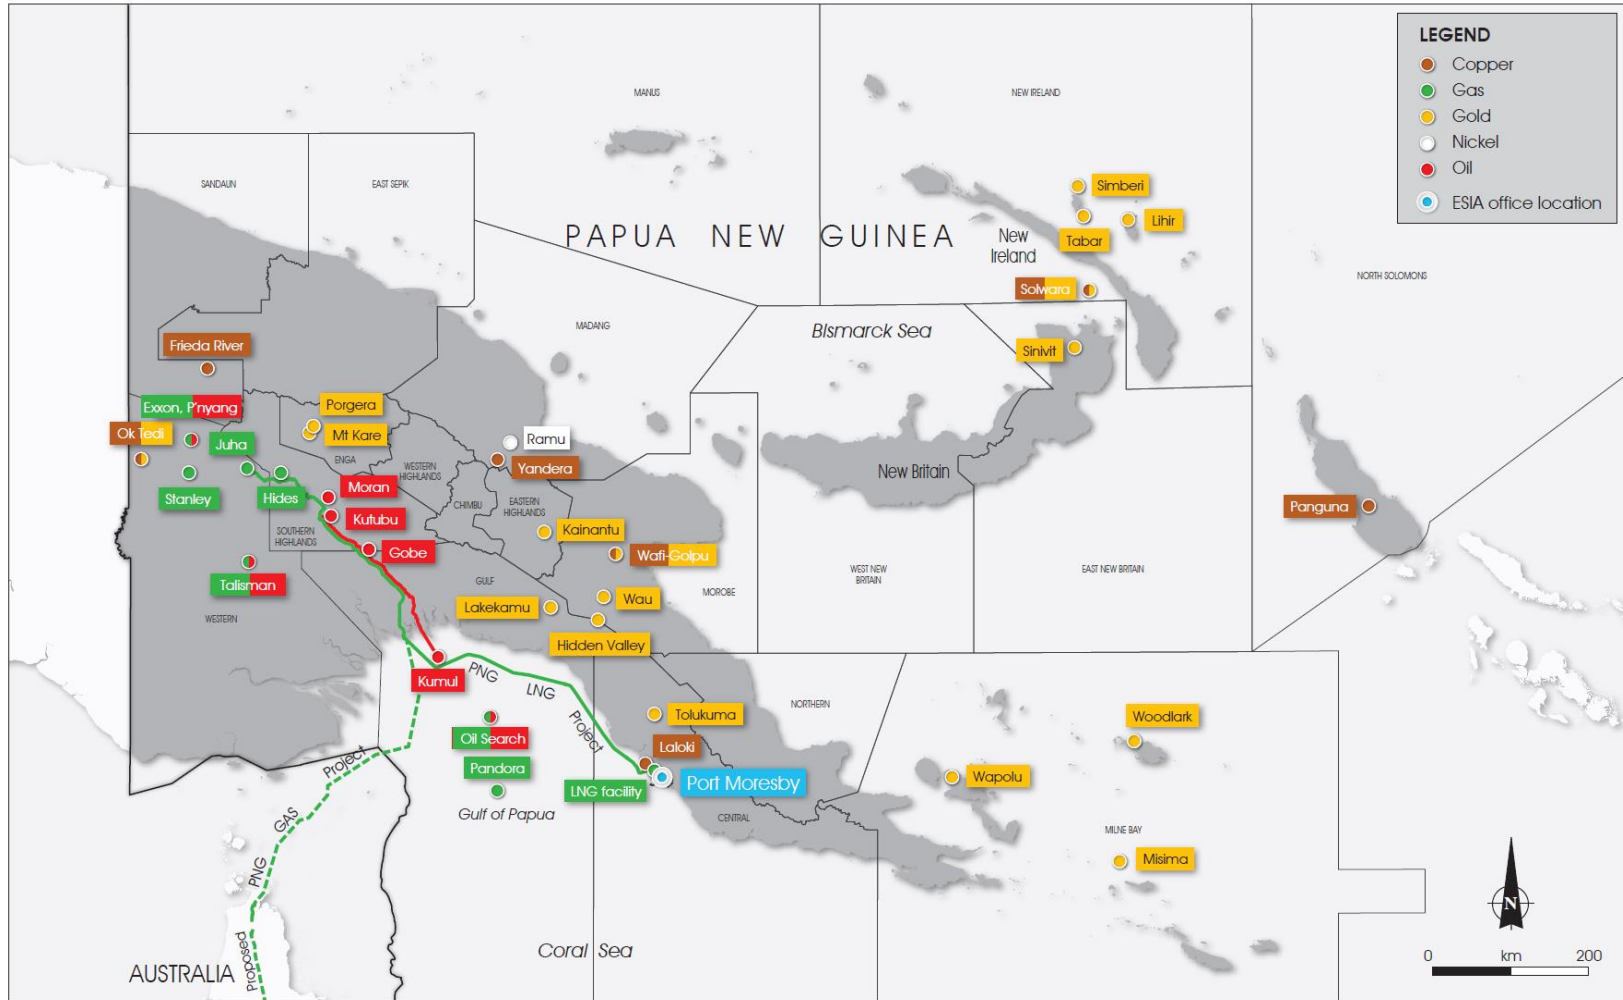 LEGEND
Copper
Gas
Gold
Nickel
Oil
ESIA office location
MANUS
NEW IRELAND
SANDAUN
EAST SEPIK
Simberi
Lihir
Tabar
PAPUA NEW GUINEA
New
Ireland
NORTH SOLOMONS
Solwara
MADANG
Bismarck Sea
Frieda River
Sinivit
Exxon, P'nyang
Porgera
Ok Tedi
Juha
Mt Kare
Ramu
ENGA
WESTERN
HIGHLANDS
Yandera
New Britain
Stanley
Hides
Moran
CHIMBU
EASTERN
HIGHLANDS
Panguna
Kutubu
SOUTHERN
HIGHLANDS
Kainantu
Gobe
Wafi-Golpu
WEST NEW
BRITAIN
EAST NEW BRITAIN
Talisman
GULF
MOROBE
Lakekamu
Wau
WESTERN
Hidden Valley
Kumul
PNG
LNG
Project
NORTHERN
Tolukuma
Woodlark
Oil Search
Laloki
Pandora
LNG facility
Port Moresby
Wapolu
Gulf of Papua
CENTRAL
MILNE BAY
Misima
Project
GAS
PNG
Proposed
N
Coral Sea
AUSTRALIA
0 km 200